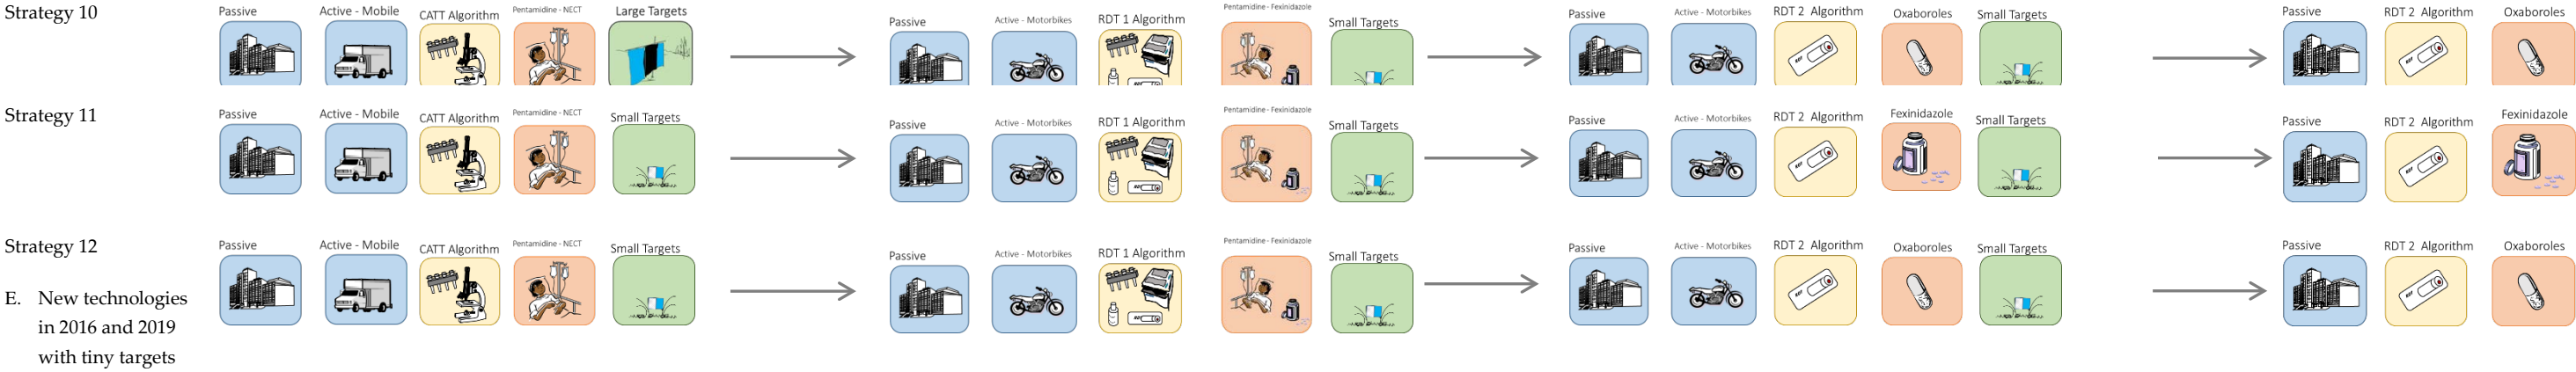 Strategy 10
Passive Active - Mobile CATT Algorithm Pentamidine - NECT Large Targets Passive Active - Motorbikes RDT 1 Algorithm Pentamidine - Fexinidazole Small Targets Passive Active - Motorbikes RDT 2 Algorithm Oxaboroles Small Targets Passive RDT 2 Algorithm Oxaboroles
Strategy 11
Passive Active - Mobile CATT Algorithm Pentamidine - NECT Small Targets Passive Active - Motorbikes RDT 1 Algorithm Pentamidine - Fexinidazole Small Targets Passive Active - Motorbikes RDT 2 Algorithm Fexinidazole Small Targets Passive RDT 2 Algorithm Fexinidazole
Strategy 12
Passive Active - Mobile CATT Algorithm Pentamidine - NECT Small Targets Passive Active - Motorbikes RDT 1 Algorithm Pentamidine - Fexinidazole Small Targets Passive Active - Motorbikes RDT 2 Algorithm Oxaboroles Small Targets Passive RDT 2 Algorithm Oxaboroles
E. New technologies
in 2016 and 2019
with tiny targets